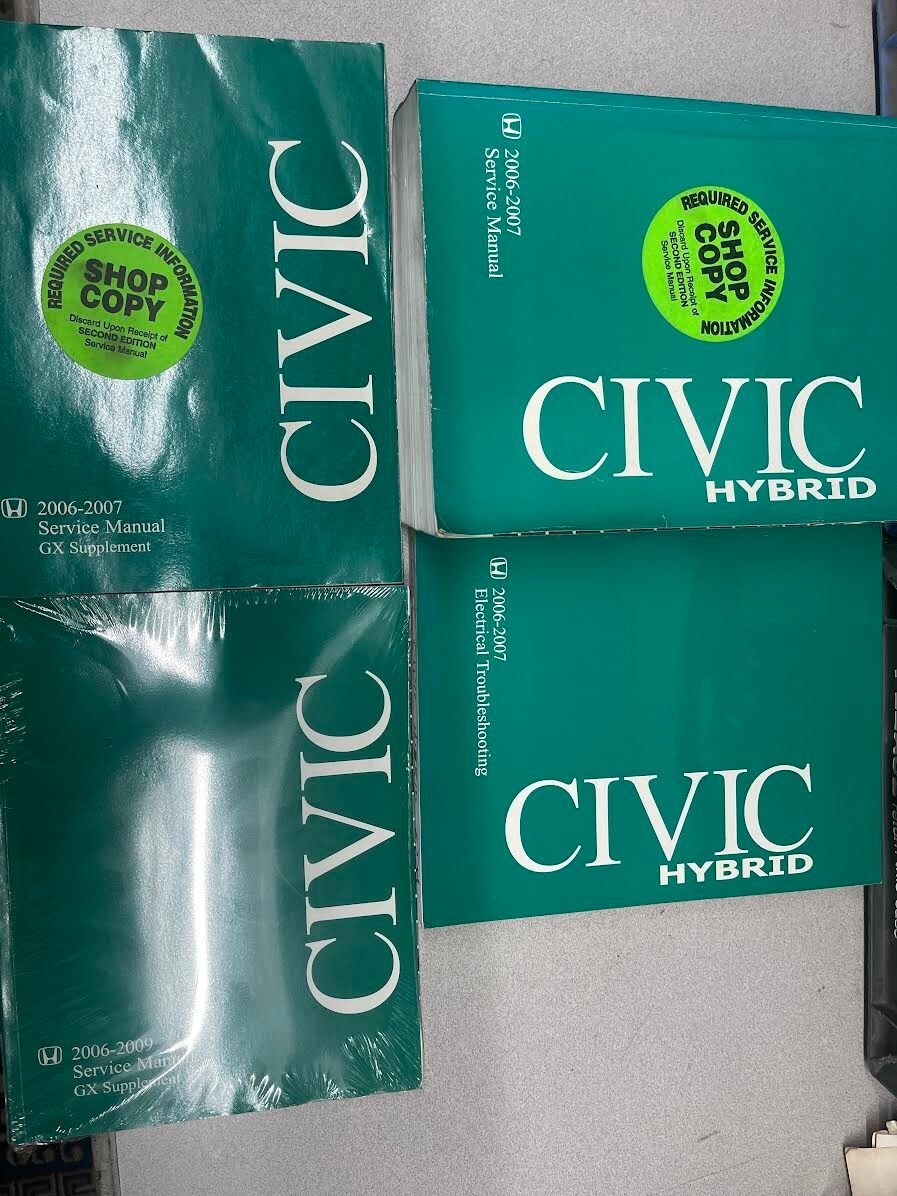 REQUIRED SERVICE INFORMATION
SHOP
COPY
Discard Upon Receipt of
SECOND EDITION
Service Manual
CIVIC
2006-2007
Service Manual
GX Supplement
2006-2007
Service Manual
REQUIRED SERVICE INFORMATION
SHOP
COPY
Discard Upon Receipt of
SECOND EDITION
Service Manual
CIVIC
HYBRID
CIVIC
2006-2009
Service Manual
GX Supplement
2006-2007
Electrical Troubleshooting
CIVIC
HYBRID